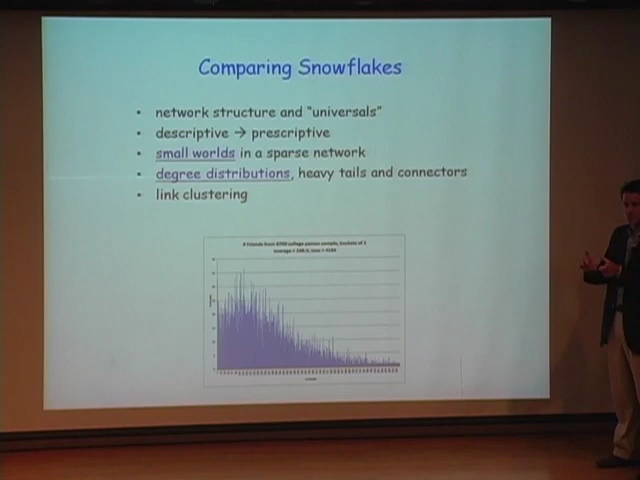 Comparing Snowflakes
• network structure and "universals"
• descriptive → prescriptive
• small worlds in a sparse network
• degree distributions, heavy tails and connectors
• link clustering